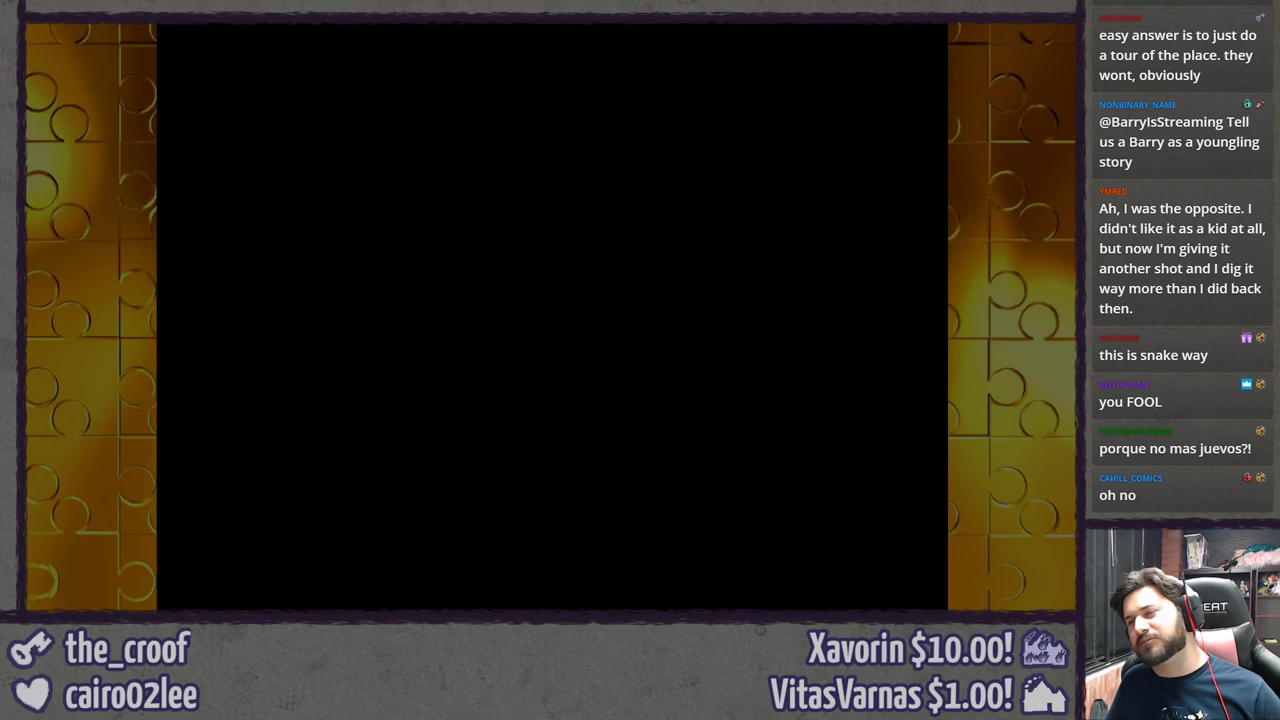 easy answer is to just do
a tour of the place. they
wont, obviously
NONBINARY_NAME
@BarryIsStreaming Tell
us a Barry as a youngling
story
YMRED
Ah, I was the opposite. I
didn't like it as a kid at all,
but now I'm giving it
another shot and I dig it
way more than I did back
then.
this is snake way
you FOOL
porque no mas juevos?!
CAHILL_COMICS
oh no
EAT
the_croof
cairo02lee
Xavorin $10.00!
VitasVarnas $1.00!